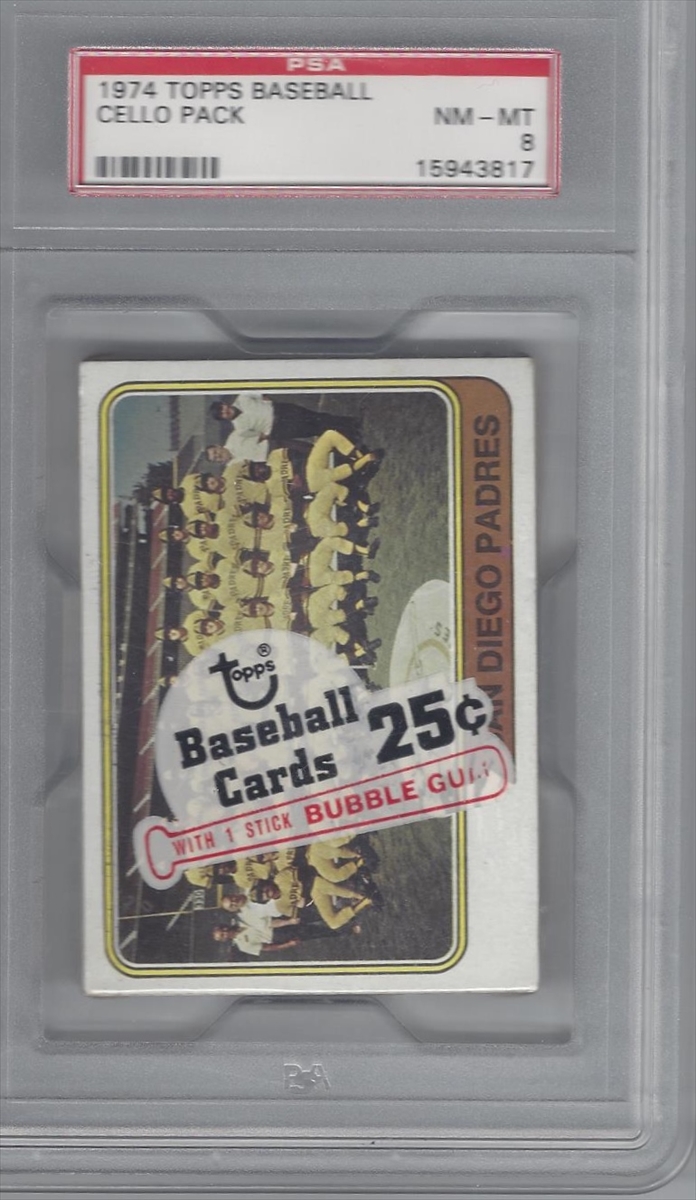 PSA
1974 TOPPS BASEBALL
CELLO PACK
NM-MT
8
15943817
SAN DIEGO PADRES
topps®
Baseball
Cards
25¢
WITH 1 STICK BUBBLE GUM
PSA